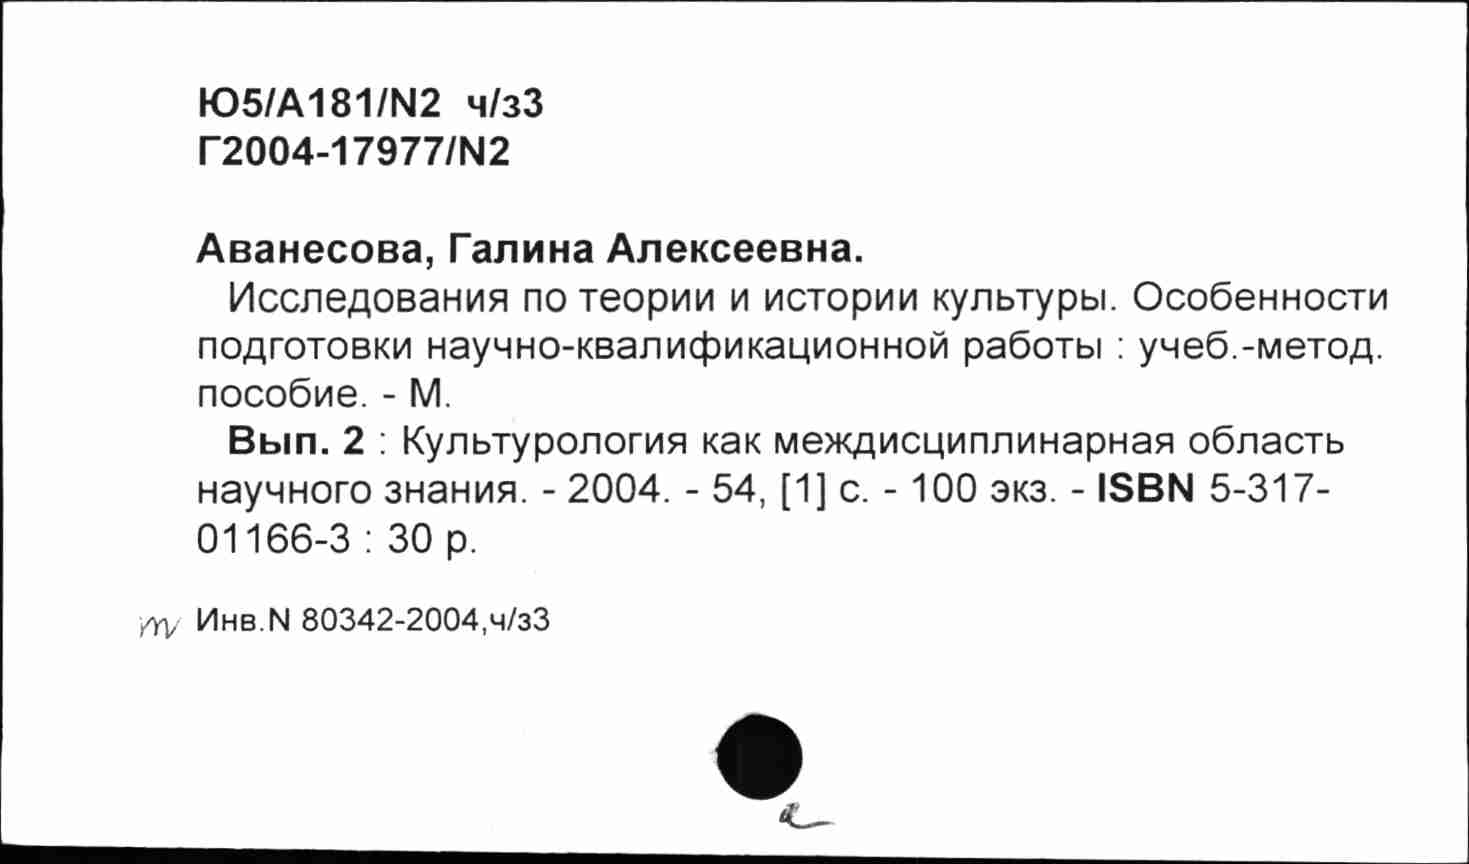 Ю5/А181/N2 ч/з3
Г2004-17977/N2
Аванесова, Галина Алексеевна.
Исследования по теории и истории культуры. Особенности
подготовки научно-квалификационной работы : учеб.-метод.
пособие. - М.
Вып. 2 : Культурология как междисциплинарная область
научного знания. - 2004. - 54, [1] с. - 100 экз. - ISBN 5-317-
01166-3 : 30 р.
Инв.N 80342-2004,ч/з3